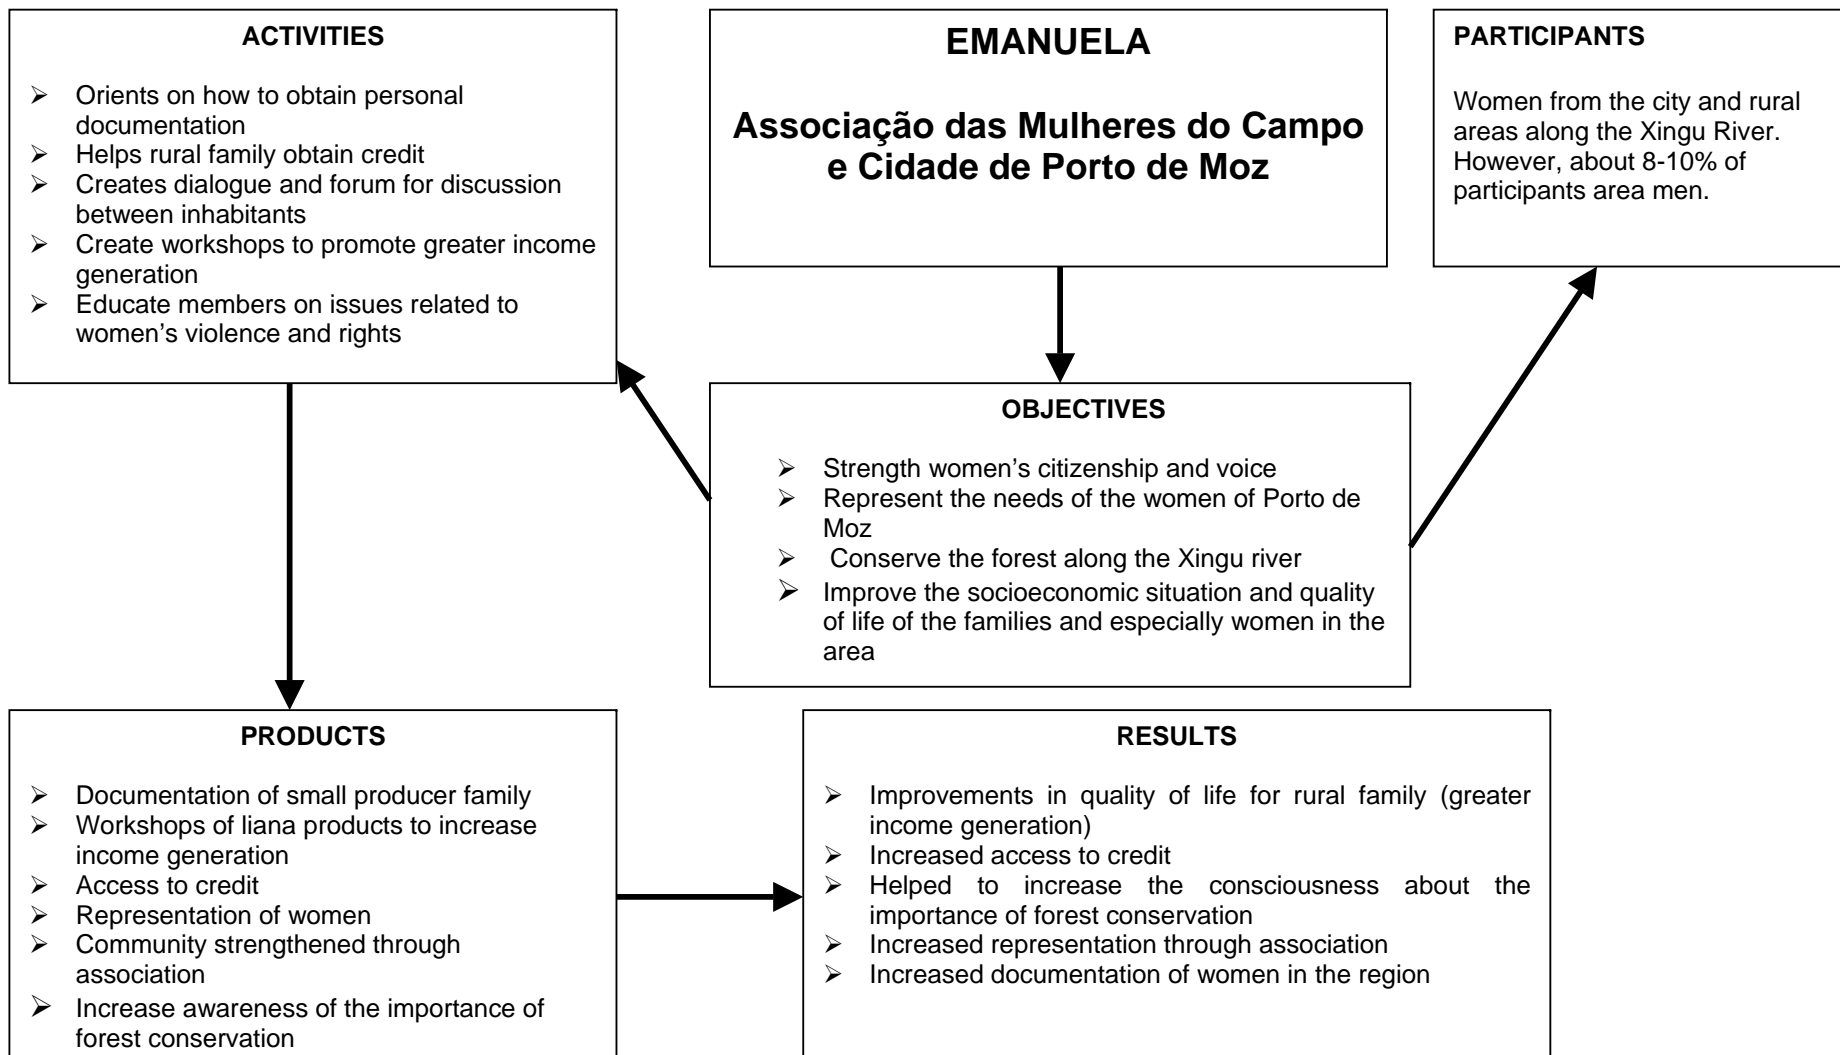 ACTIVITIES
➢ Orients on how to obtain personal
documentation
➢ Helps rural family obtain credit
➢ Creates dialogue and forum for discussion
between inhabitants
➢ Create workshops to promote greater income
generation
➢ Educate members on issues related to
women’s violence and rights
EMANUELA
Associação das Mulheres do Campo
e Cidade de Porto de Moz
PARTICIPANTS
Women from the city and rural
areas along the Xingu River.
However, about 8-10% of
participants area men.
OBJECTIVES
➢ Strength women’s citizenship and voice
➢ Represent the needs of the women of Porto de
Moz
➢ Conserve the forest along the Xingu river
➢ Improve the socioeconomic situation and quality
of life of the families and especially women in the
area
PRODUCTS
➢ Documentation of small producer family
➢ Workshops of liana products to increase
income generation
➢ Access to credit
➢ Representation of women
➢ Community strengthened through
association
➢ Increase awareness of the importance of
forest conservation
RESULTS
➢ Improvements in quality of life for rural family (greater
income generation)
➢ Increased access to credit
➢ Helped to increase the consciousness about the
importance of forest conservation
➢ Increased representation through association
➢ Increased documentation of women in the region